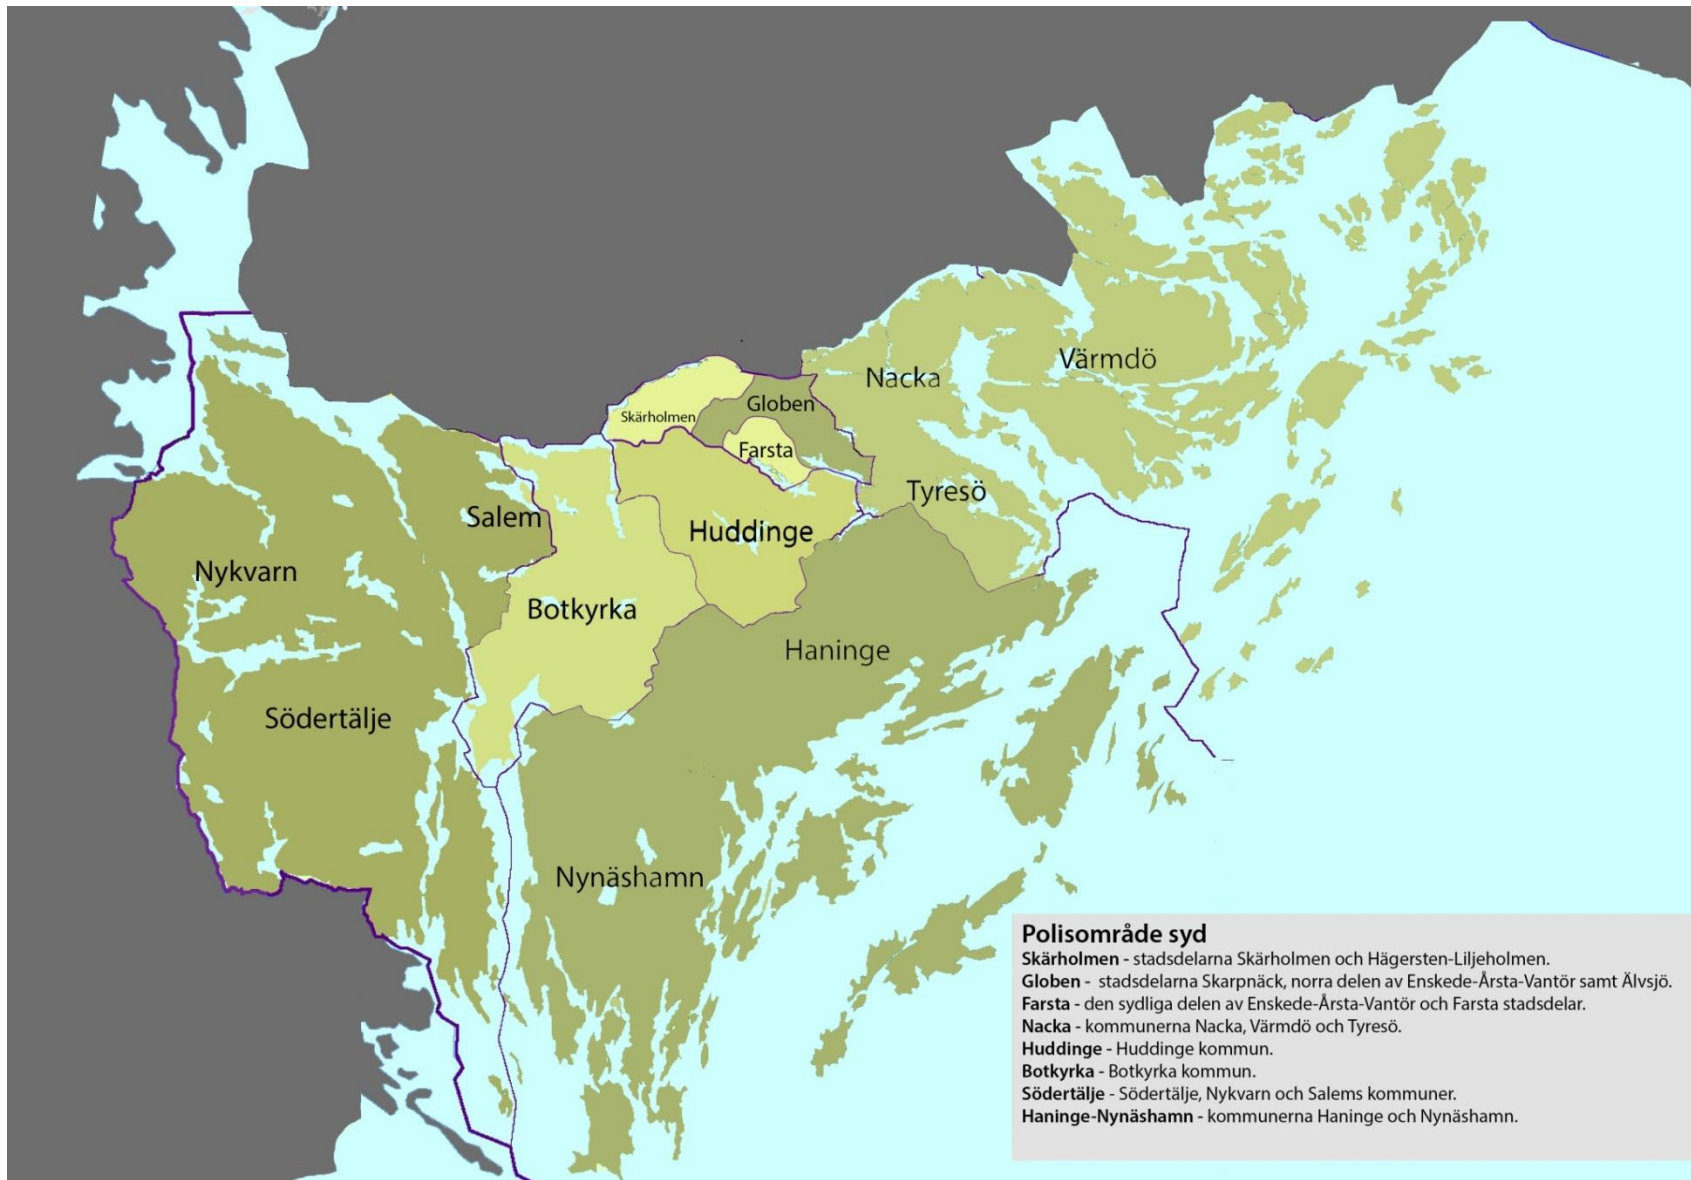 Värmdö
Nacka
Globen
Skärholmen
Farsta
Tyresö
Salem
Huddinge
Nykvarn
Botkyrka
Haninge
Södertälje
Nynäshamn
Polisområde syd
Skärholmen - stadsdelarna Skärholmen och Hägersten-Liljeholmen.
Globen - stadsdelarna Skarpnäck, norra delen av Enskede-Årsta-Vantör samt Älvsjö.
Farsta - den sydliga delen av Enskede-Årsta-Vantör och Farsta stadsdelar.
Nacka - kommunerna Nacka, Värmdö och Tyresö.
Huddinge - Huddinge kommun.
Botkyrka - Botkyrka kommun.
Södertälje - Södertälje, Nykvarn och Salems kommuner.
Haninge-Nynäshamn - kommunerna Haninge och Nynäshamn.